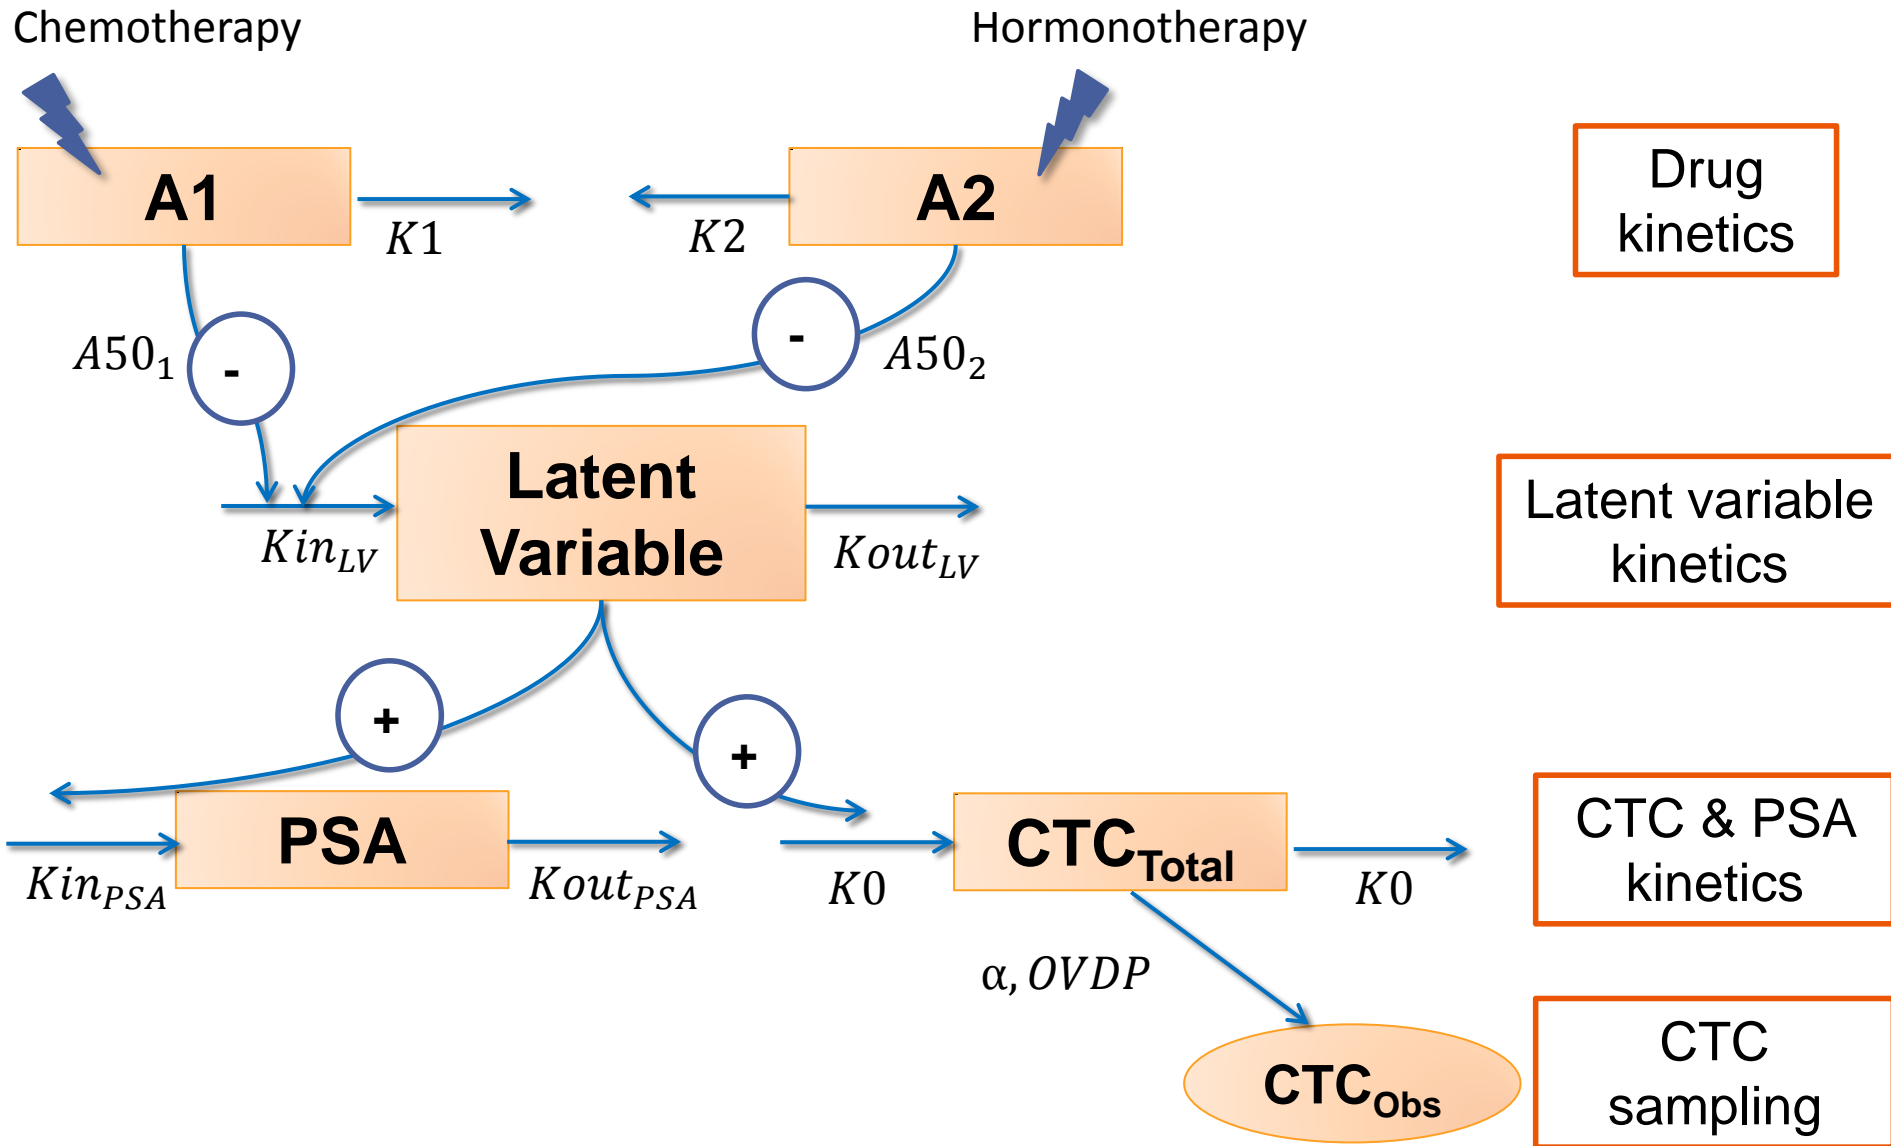 Chemotherapy
Hormonotherapy
A1
A2
Drug
kinetics
K1
K2
A50₁
-
-
A50₂
Latent
Variable
Kin_LV
Kout_LV
Latent variable
kinetics
+
+
PSA
CTC_Total
Kin_PSA
Kout_PSA
K0
K0
CTC & PSA
kinetics
α, OVDP
CTC_Obs
CTC
sampling